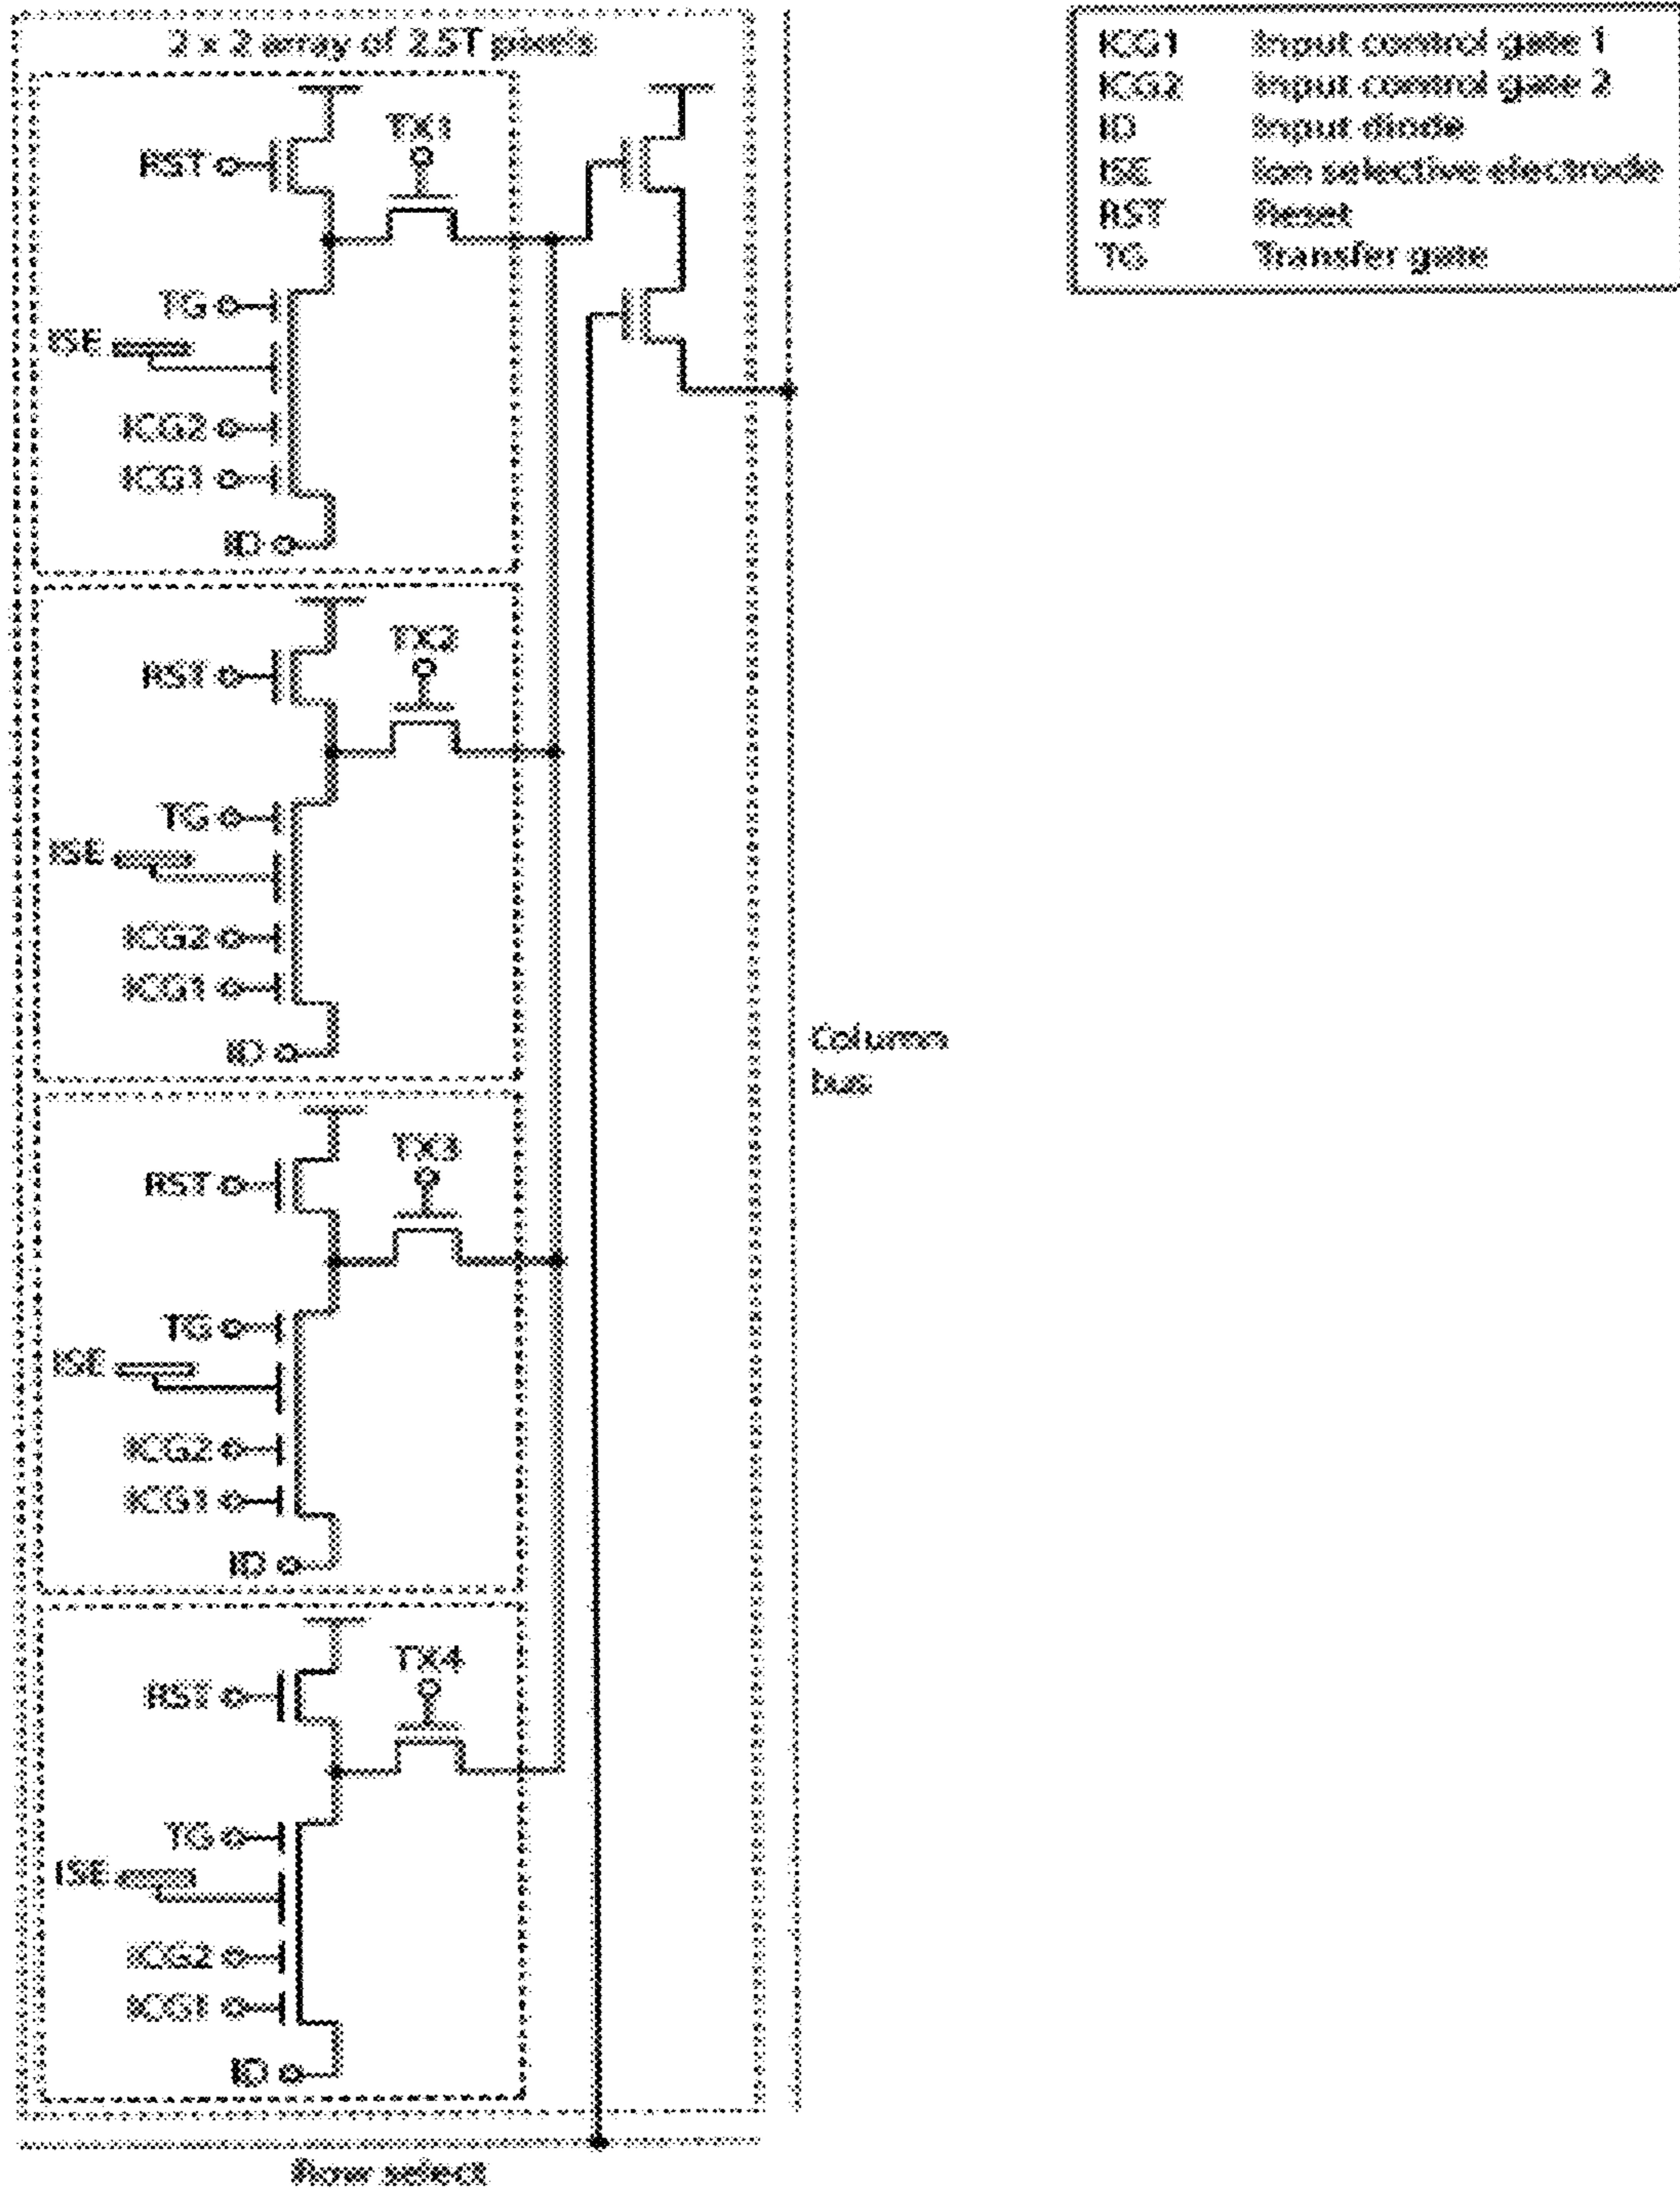 2 x 2 array of 2.5T pixels
RST
TX1
TG
ISE
ICG2
ICG1
ID
RST
TX2
TG
ISE
ICG2
ICG1
ID
RST
TX3
TG
ISE
ICG2
ICG1
ID
RST
TX4
TG
ISE
ICG2
ICG1
ID
Row select
Column
bus
ICG1 Input control gate 1
ICG2 Input control gate 2
ID Input diode
ISE Ion selective electrode
RST Reset
TG Transfer gate